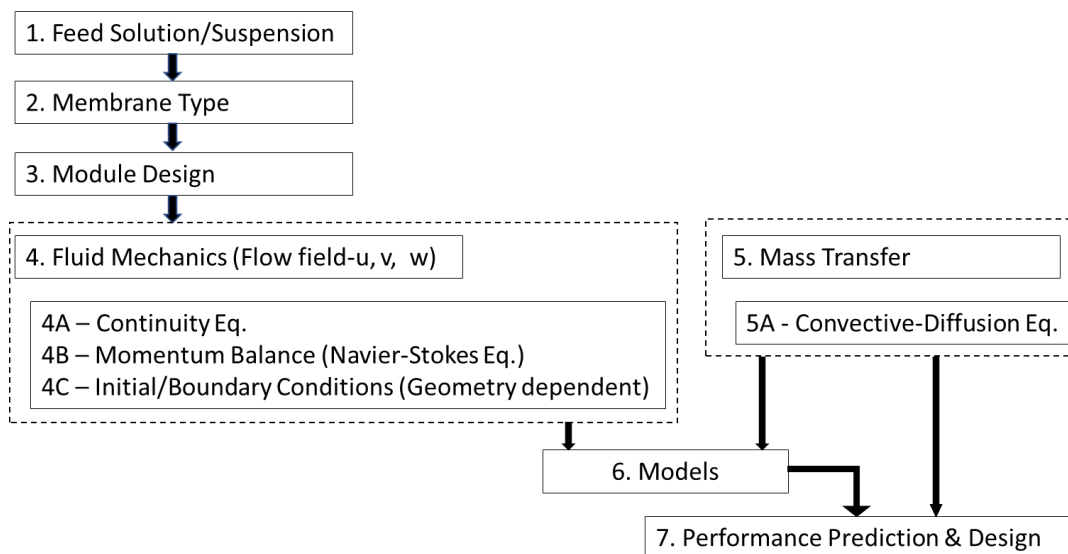 1. Feed Solution/Suspension
2. Membrane Type
3. Module Design
4. Fluid Mechanics (Flow field-u, v, w)
4A – Continuity Eq.
4B – Momentum Balance (Navier-Stokes Eq.)
4C – Initial/Boundary Conditions (Geometry dependent)
5. Mass Transfer
5A - Convective-Diffusion Eq.
6. Models
7. Performance Prediction & Design